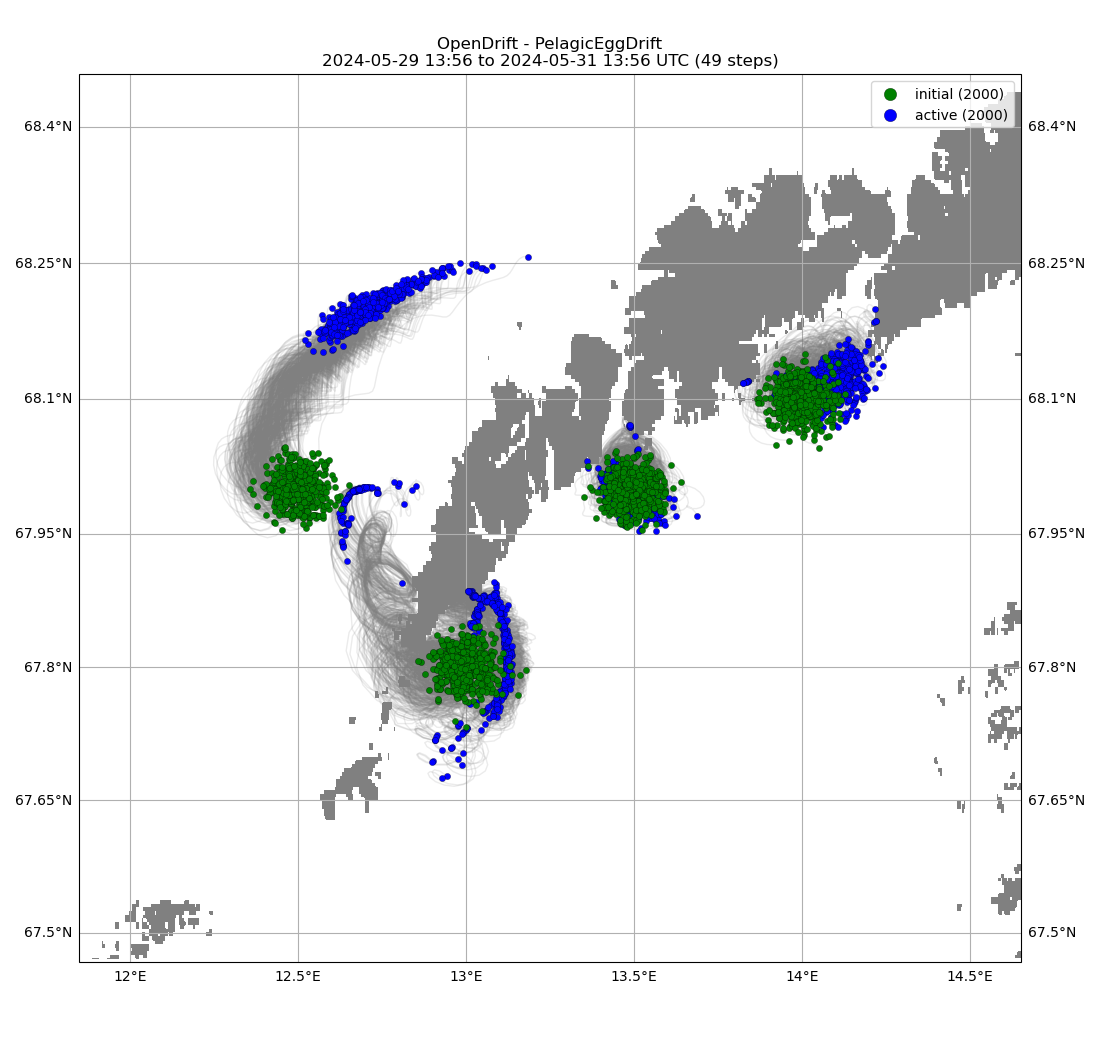 OpenDrift - PelagicEggDrift
2024-05-29 13:56 to 2024-05-31 13:56 UTC (49 steps)
initial (2000)
active (2000)
68.4°N
68.4°N
68.25°N
68.25°N
68.1°N
68.1°N
67.95°N
67.95°N
67.8°N
67.8°N
67.65°N
67.65°N
67.5°N
67.5°N
12°E
12.5°E
13°E
13.5°E
14°E
14.5°E